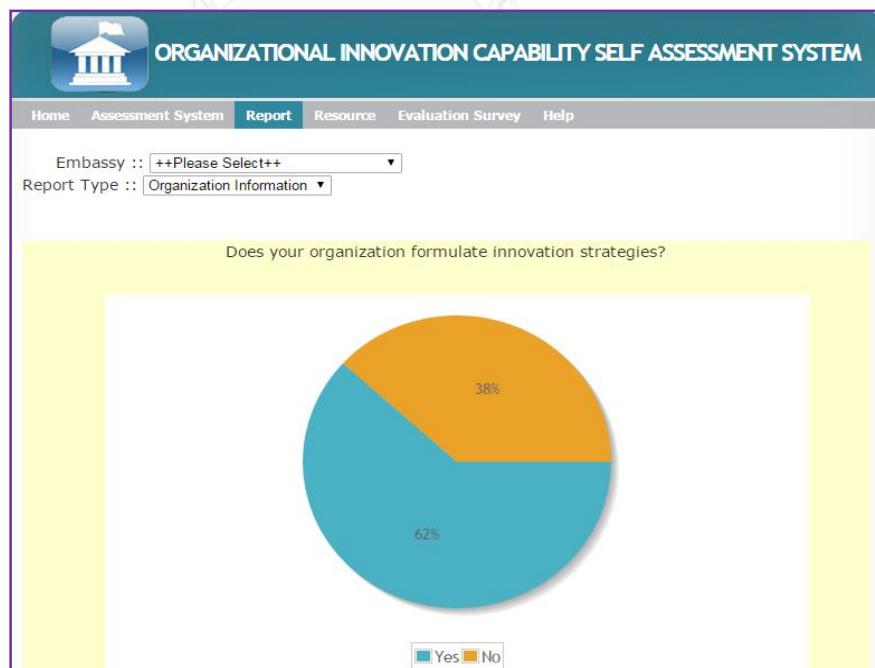 ORGANIZATIONAL INNOVATION CAPABILITY SELF ASSESSMENT SYSTEM
Home Assessment System Report Resource Evaluation Survey Help
Embassy :: ++Please Select++
Report Type :: Organization Information
Does your organization formulate innovation strategies?
38%
62%
Yes No